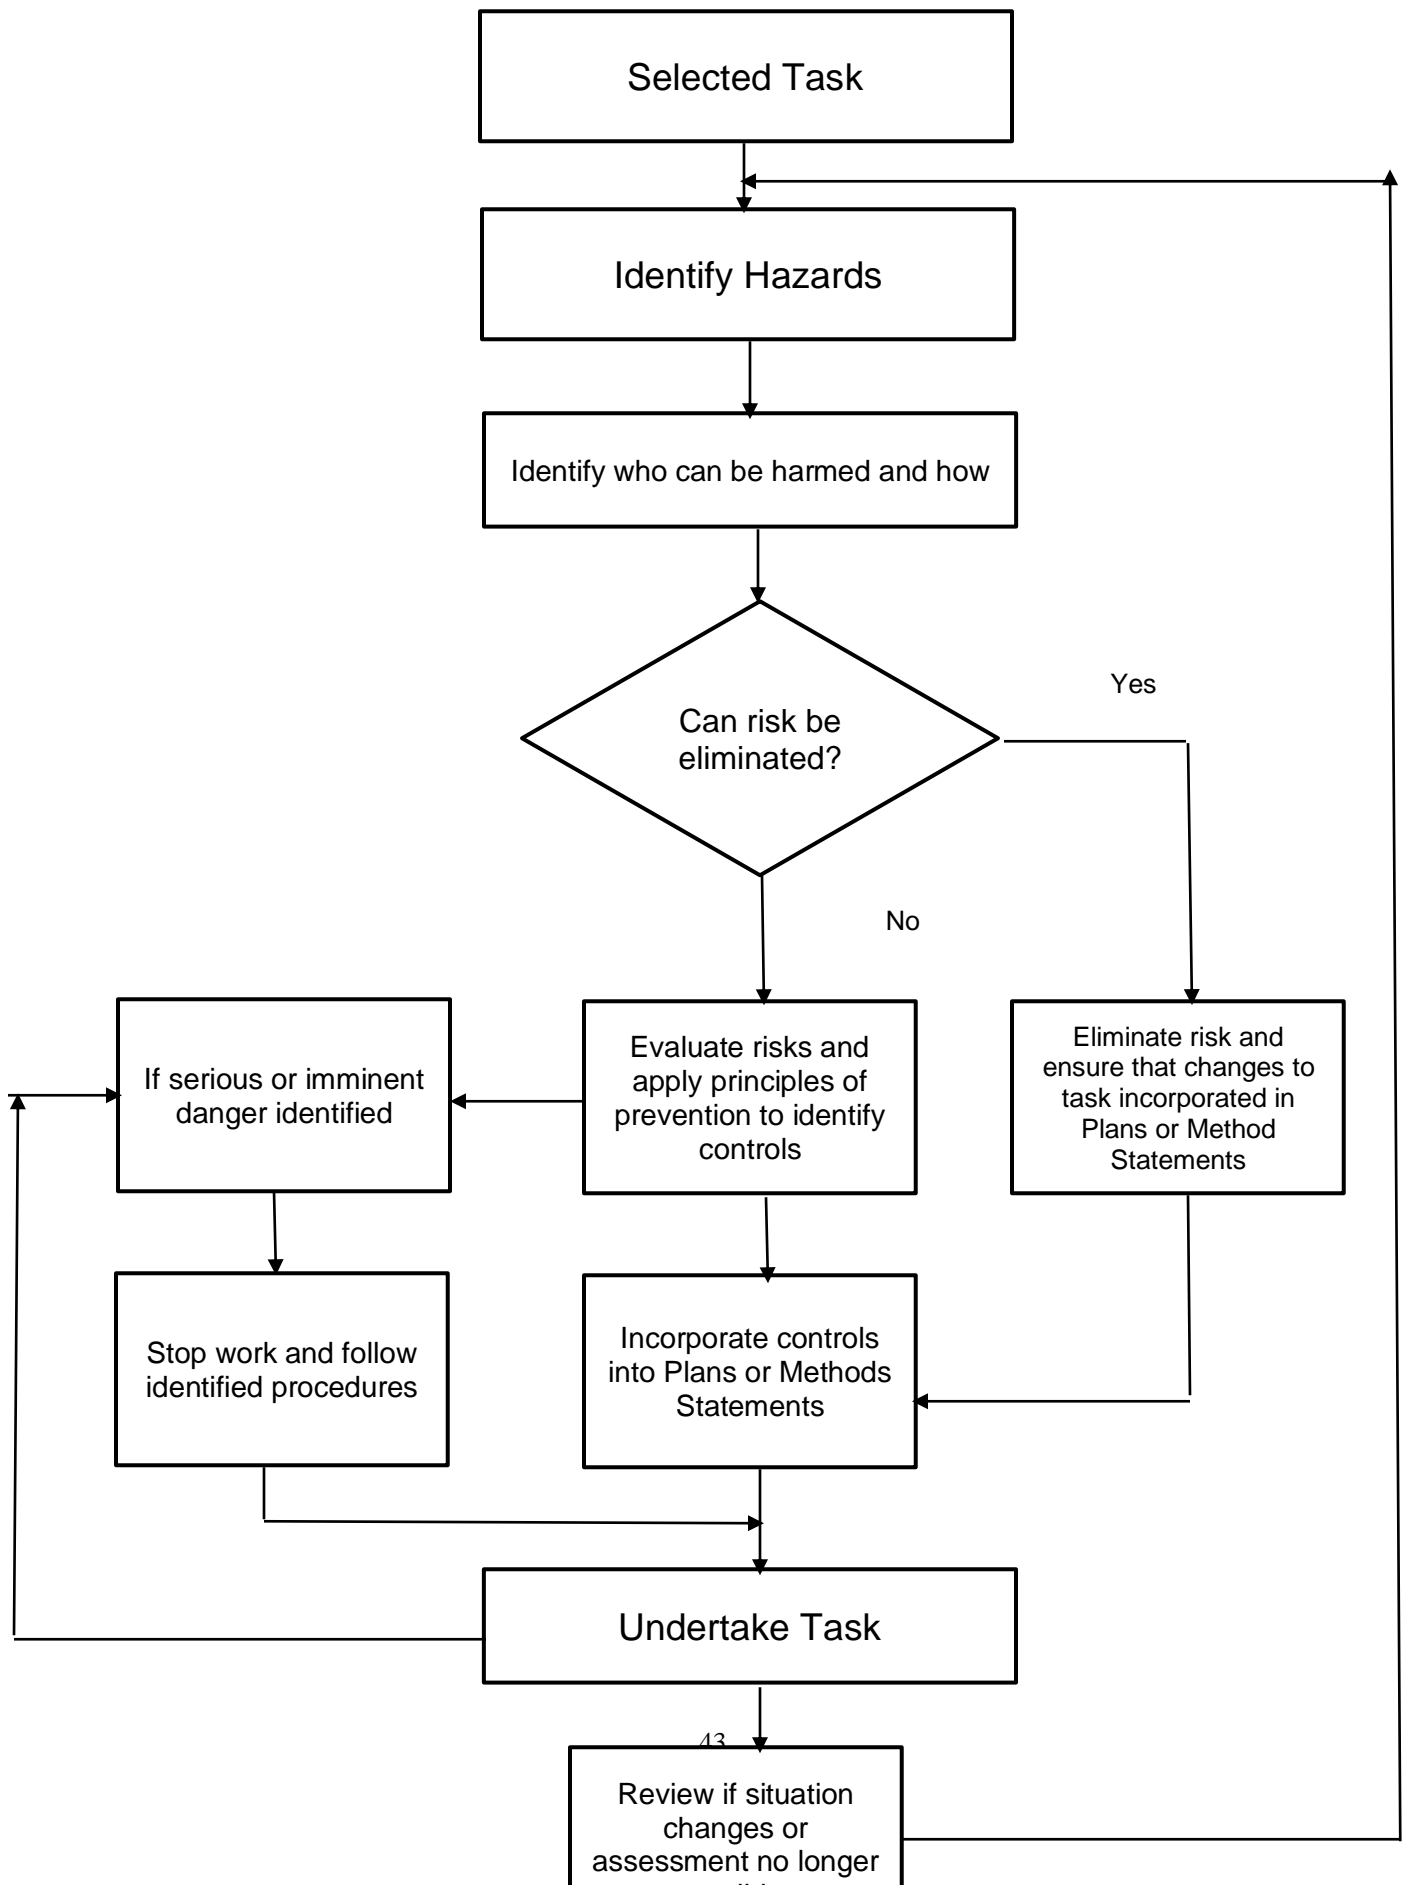 Selected Task
Identify Hazards
Identify who can be harmed and how
Can risk be
eliminated?
Yes
No
If serious or imminent
danger identified
Evaluate risks and
apply principles of
prevention to identify
controls
Eliminate risk and
ensure that changes to
task incorporated in
Plans or Method
Statements
Stop work and follow
identified procedures
Incorporate controls
into Plans or Methods
Statements
Undertake Task
43
Review if situation
changes or
assessment no longer